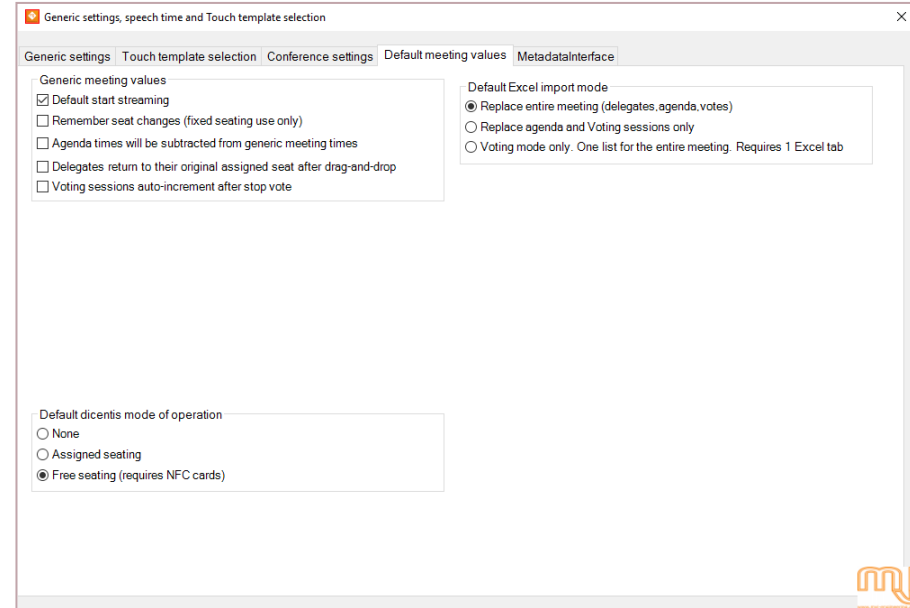 Generic settings, speech time and Touch template selection
Generic settings Touch template selection Conference settings Default meeting values MetadataInterface
Generic meeting values
Default start streaming
Remember seat changes (fixed seating use only)
Agenda times will be subtracted from generic meeting times
Delegates return to their original assigned seat after drag-and-drop
Voting sessions auto-increment after stop vote
Default Excel import mode
Replace entire meeting (delegates,agenda,votes)
Replace agenda and Voting sessions only
Voting mode only. One list for the entire meeting. Requires 1 Excel tab
Default dicentis mode of operation
None
Assigned seating
Free seating (requires NFC cards)